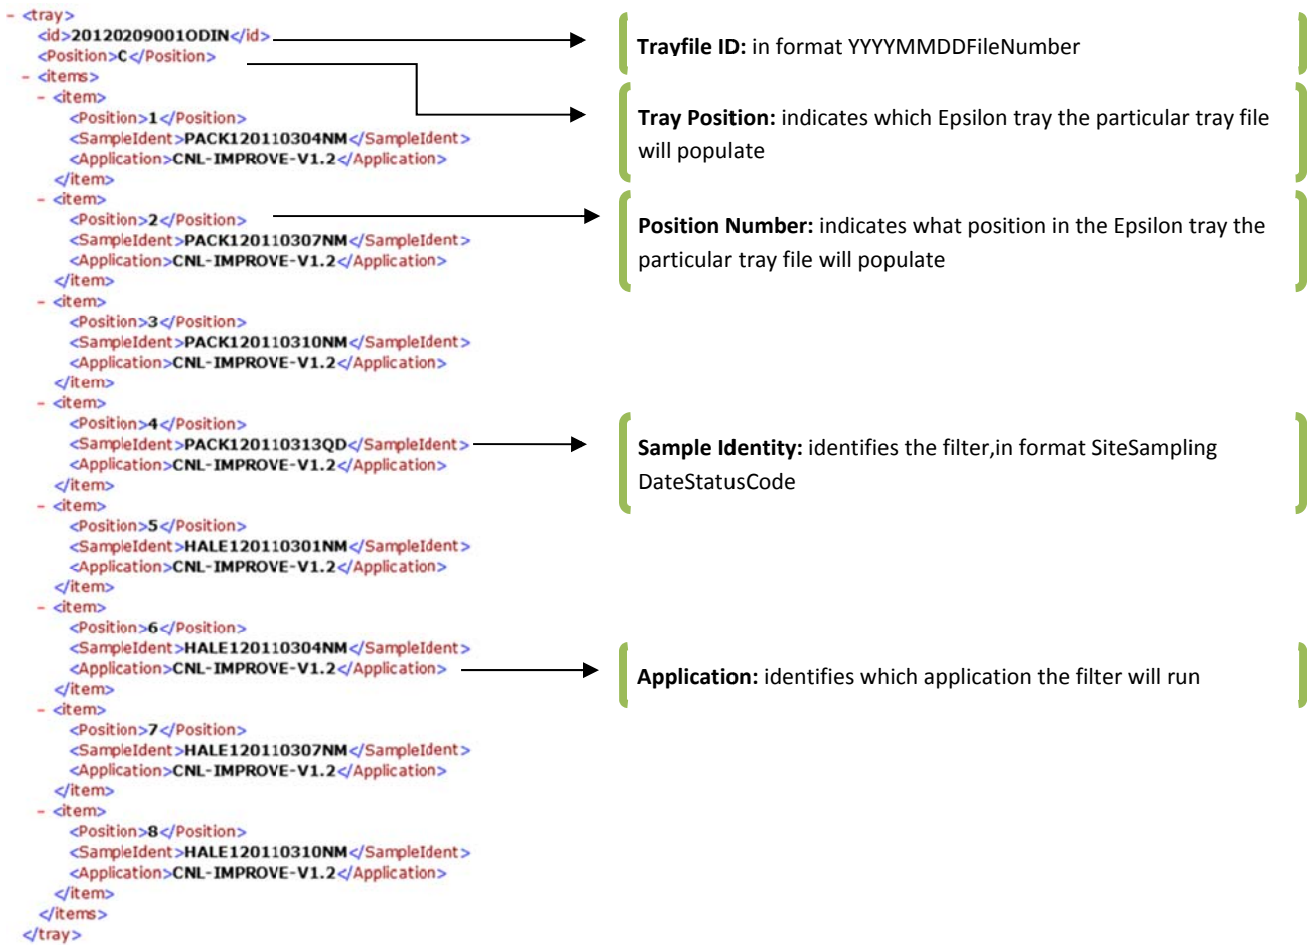 - <tray>
<id>20120209001ODIN</id>
<Position>C</Position>
- <items>
- <item>
<Position>1</Position>
<SampleIdent>PACK120110304NM</SampleIdent>
<Application>CNL-IMPROVE-V1.2</Application>
</item>
- <item>
<Position>2</Position>
<SampleIdent>PACK120110307NM</SampleIdent>
<Application>CNL-IMPROVE-V1.2</Application>
</item>
- <item>
<Position>3</Position>
<SampleIdent>PACK120110310NM</SampleIdent>
<Application>CNL-IMPROVE-V1.2</Application>
</item>
- <item>
<Position>4</Position>
<SampleIdent>PACK120110313QD</SampleIdent>
<Application>CNL-IMPROVE-V1.2</Application>
</item>
- <item>
<Position>5</Position>
<SampleIdent>HALE120110301NM</SampleIdent>
<Application>CNL-IMPROVE-V1.2</Application>
</item>
- <item>
<Position>6</Position>
<SampleIdent>HALE120110304NM</SampleIdent>
<Application>CNL-IMPROVE-V1.2</Application>
</item>
- <item>
<Position>7</Position>
<SampleIdent>HALE120110307NM</SampleIdent>
<Application>CNL-IMPROVE-V1.2</Application>
</item>
- <item>
<Position>8</Position>
<SampleIdent>HALE120110310NM</SampleIdent>
<Application>CNL-IMPROVE-V1.2</Application>
</item>
</items>
</tray>
Trayfile ID: in format YYYYMMDDFileNumber
Tray Position: indicates which Epsilon tray the particular tray file
will populate
Position Number: indicates what position in the Epsilon tray the
particular tray file will populate
Sample Identity: identifies the filter,in format SiteSampling
DateStatusCode
Application: identifies which application the filter will run